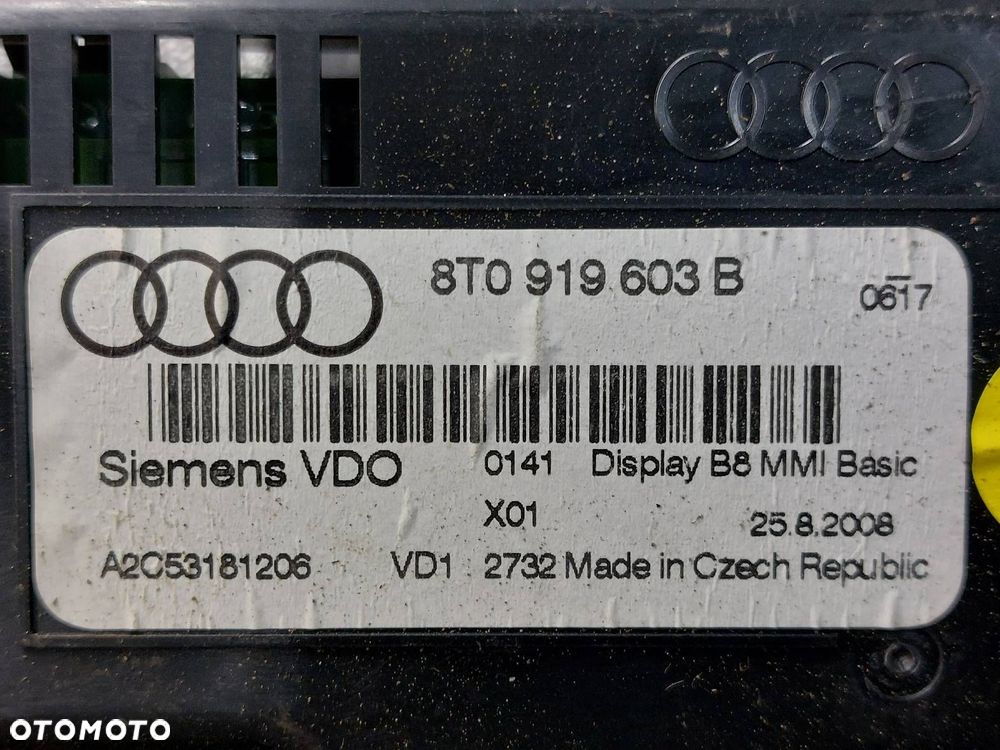 8T0 919 603 B
0617
Siemens VDO 0141 Display B8 MMI Basic
X01 25.8.2008
A2C53181206 VD1 2732 Made in Czech Republic
OTOMOTO